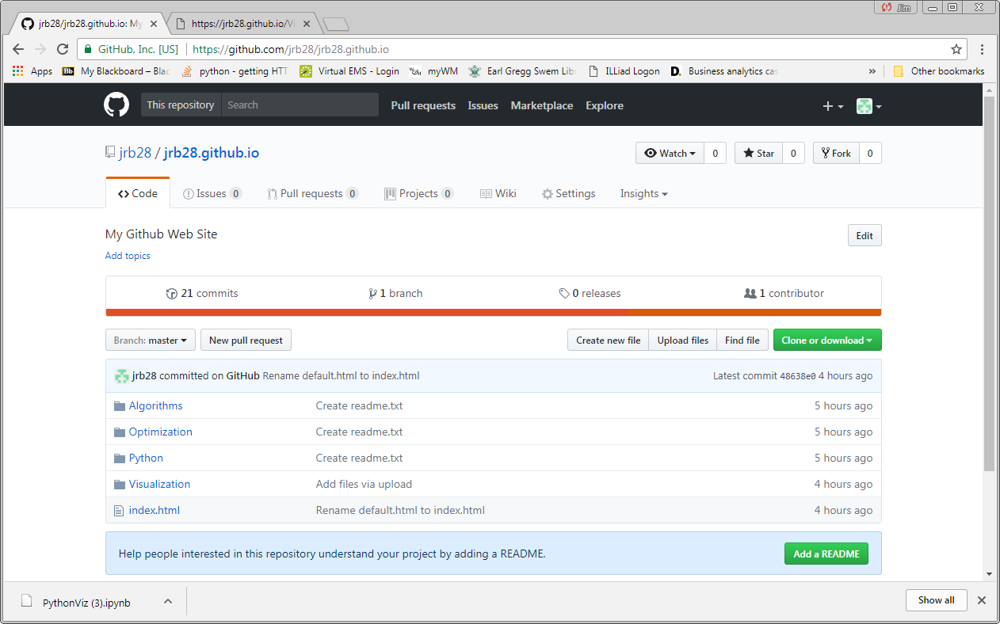 Jim
jrb28/jrb28.github.io: My
https://jrb28.github.io/Vi
GitHub, Inc. [US] https://github.com/jrb28/jrb28.github.io
Apps Bb My Blackboard – Blac python - getting HTT Virtual EMS - Login W&M myWM Earl Gregg Swem Libr ILLiad Logon D. Business analytics cas » Other bookmarks
This repository Search Pull requests Issues Marketplace Explore
jrb28 / jrb28.github.io Watch 0 Star 0 Fork 0
Code Issues 0 Pull requests 0 Projects 0 Wiki Settings Insights
My Github Web Site Edit
Add topics
21 commits 1 branch 0 releases 1 contributor
Branch: master New pull request Create new file Upload files Find file Clone or download
jrb28 committed on GitHub Rename default.html to index.html Latest commit 48638e0 4 hours ago
Algorithms Create readme.txt 5 hours ago
Optimization Create readme.txt 5 hours ago
Python Create readme.txt 5 hours ago
Visualization Add files via upload 4 hours ago
index.html Rename default.html to index.html 4 hours ago
Help people interested in this repository understand your project by adding a README. Add a README
PythonViz (3).ipynb Show all